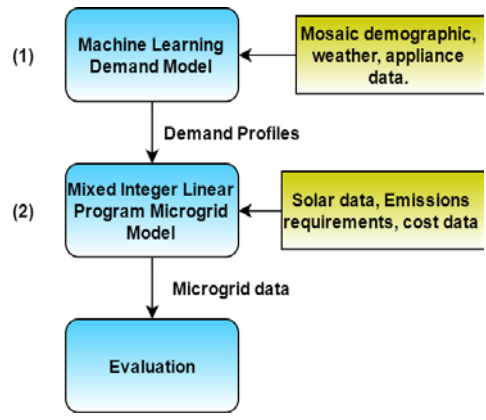 (1)
Machine Learning
Demand Model
Mosaic demographic,
weather, appliance
data.
Demand Profiles
(2)
Mixed Integer Linear
Program Microgrid
Model
Solar data, Emissions
requirements, cost data
Microgrid data
Evaluation